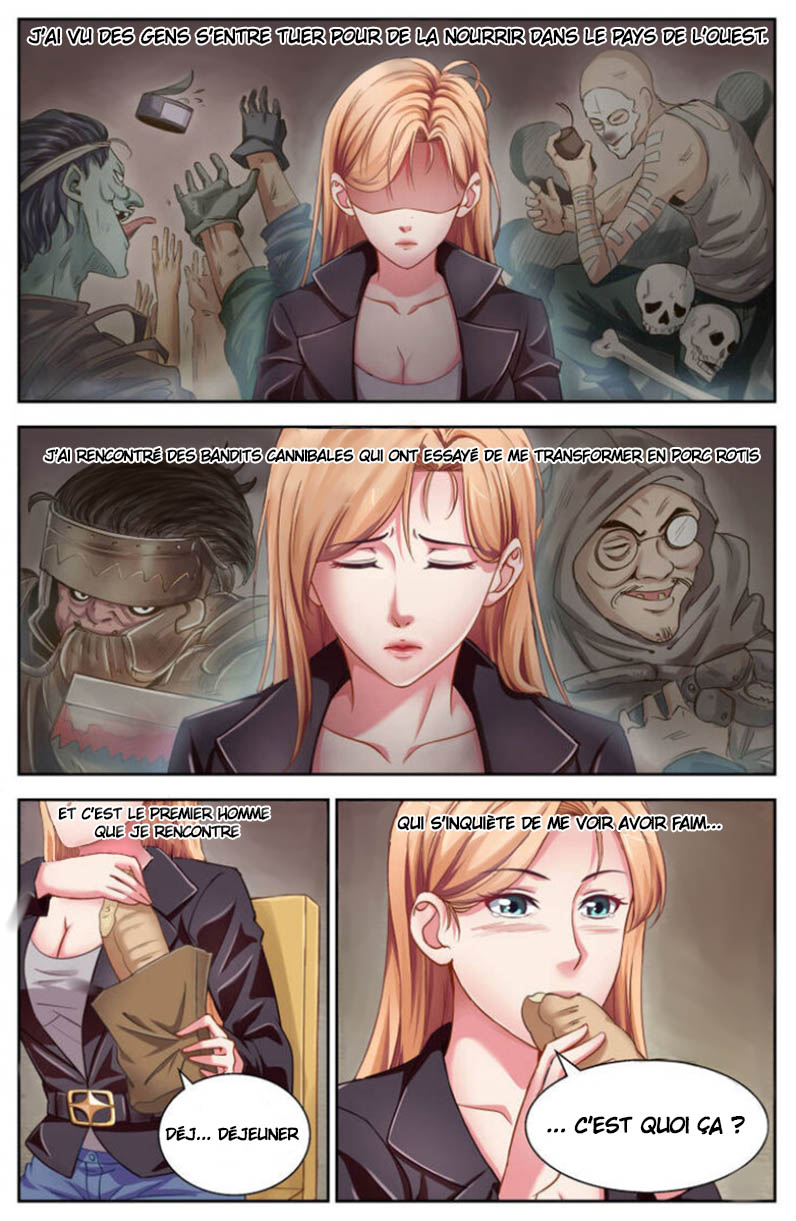 J'AI VU DES GENS S'ENTRE TUER POUR DE LA NOURRIR DANS LE PAYS DE L'OUEST.
J'AI RENCONTRÉ DES BANDITS CANNIBALES QUI ONT ESSAYÉ DE ME TRANSFORMER EN PORC ROTIS
ET C'EST LE PREMIER HOMME
QUE JE RENCONTRE
QUI S'INQUIÈTE DE ME VOIR AVOIR FAIM...
DÉJ... DÉJEUNER
... C'EST QUOI ÇA ?